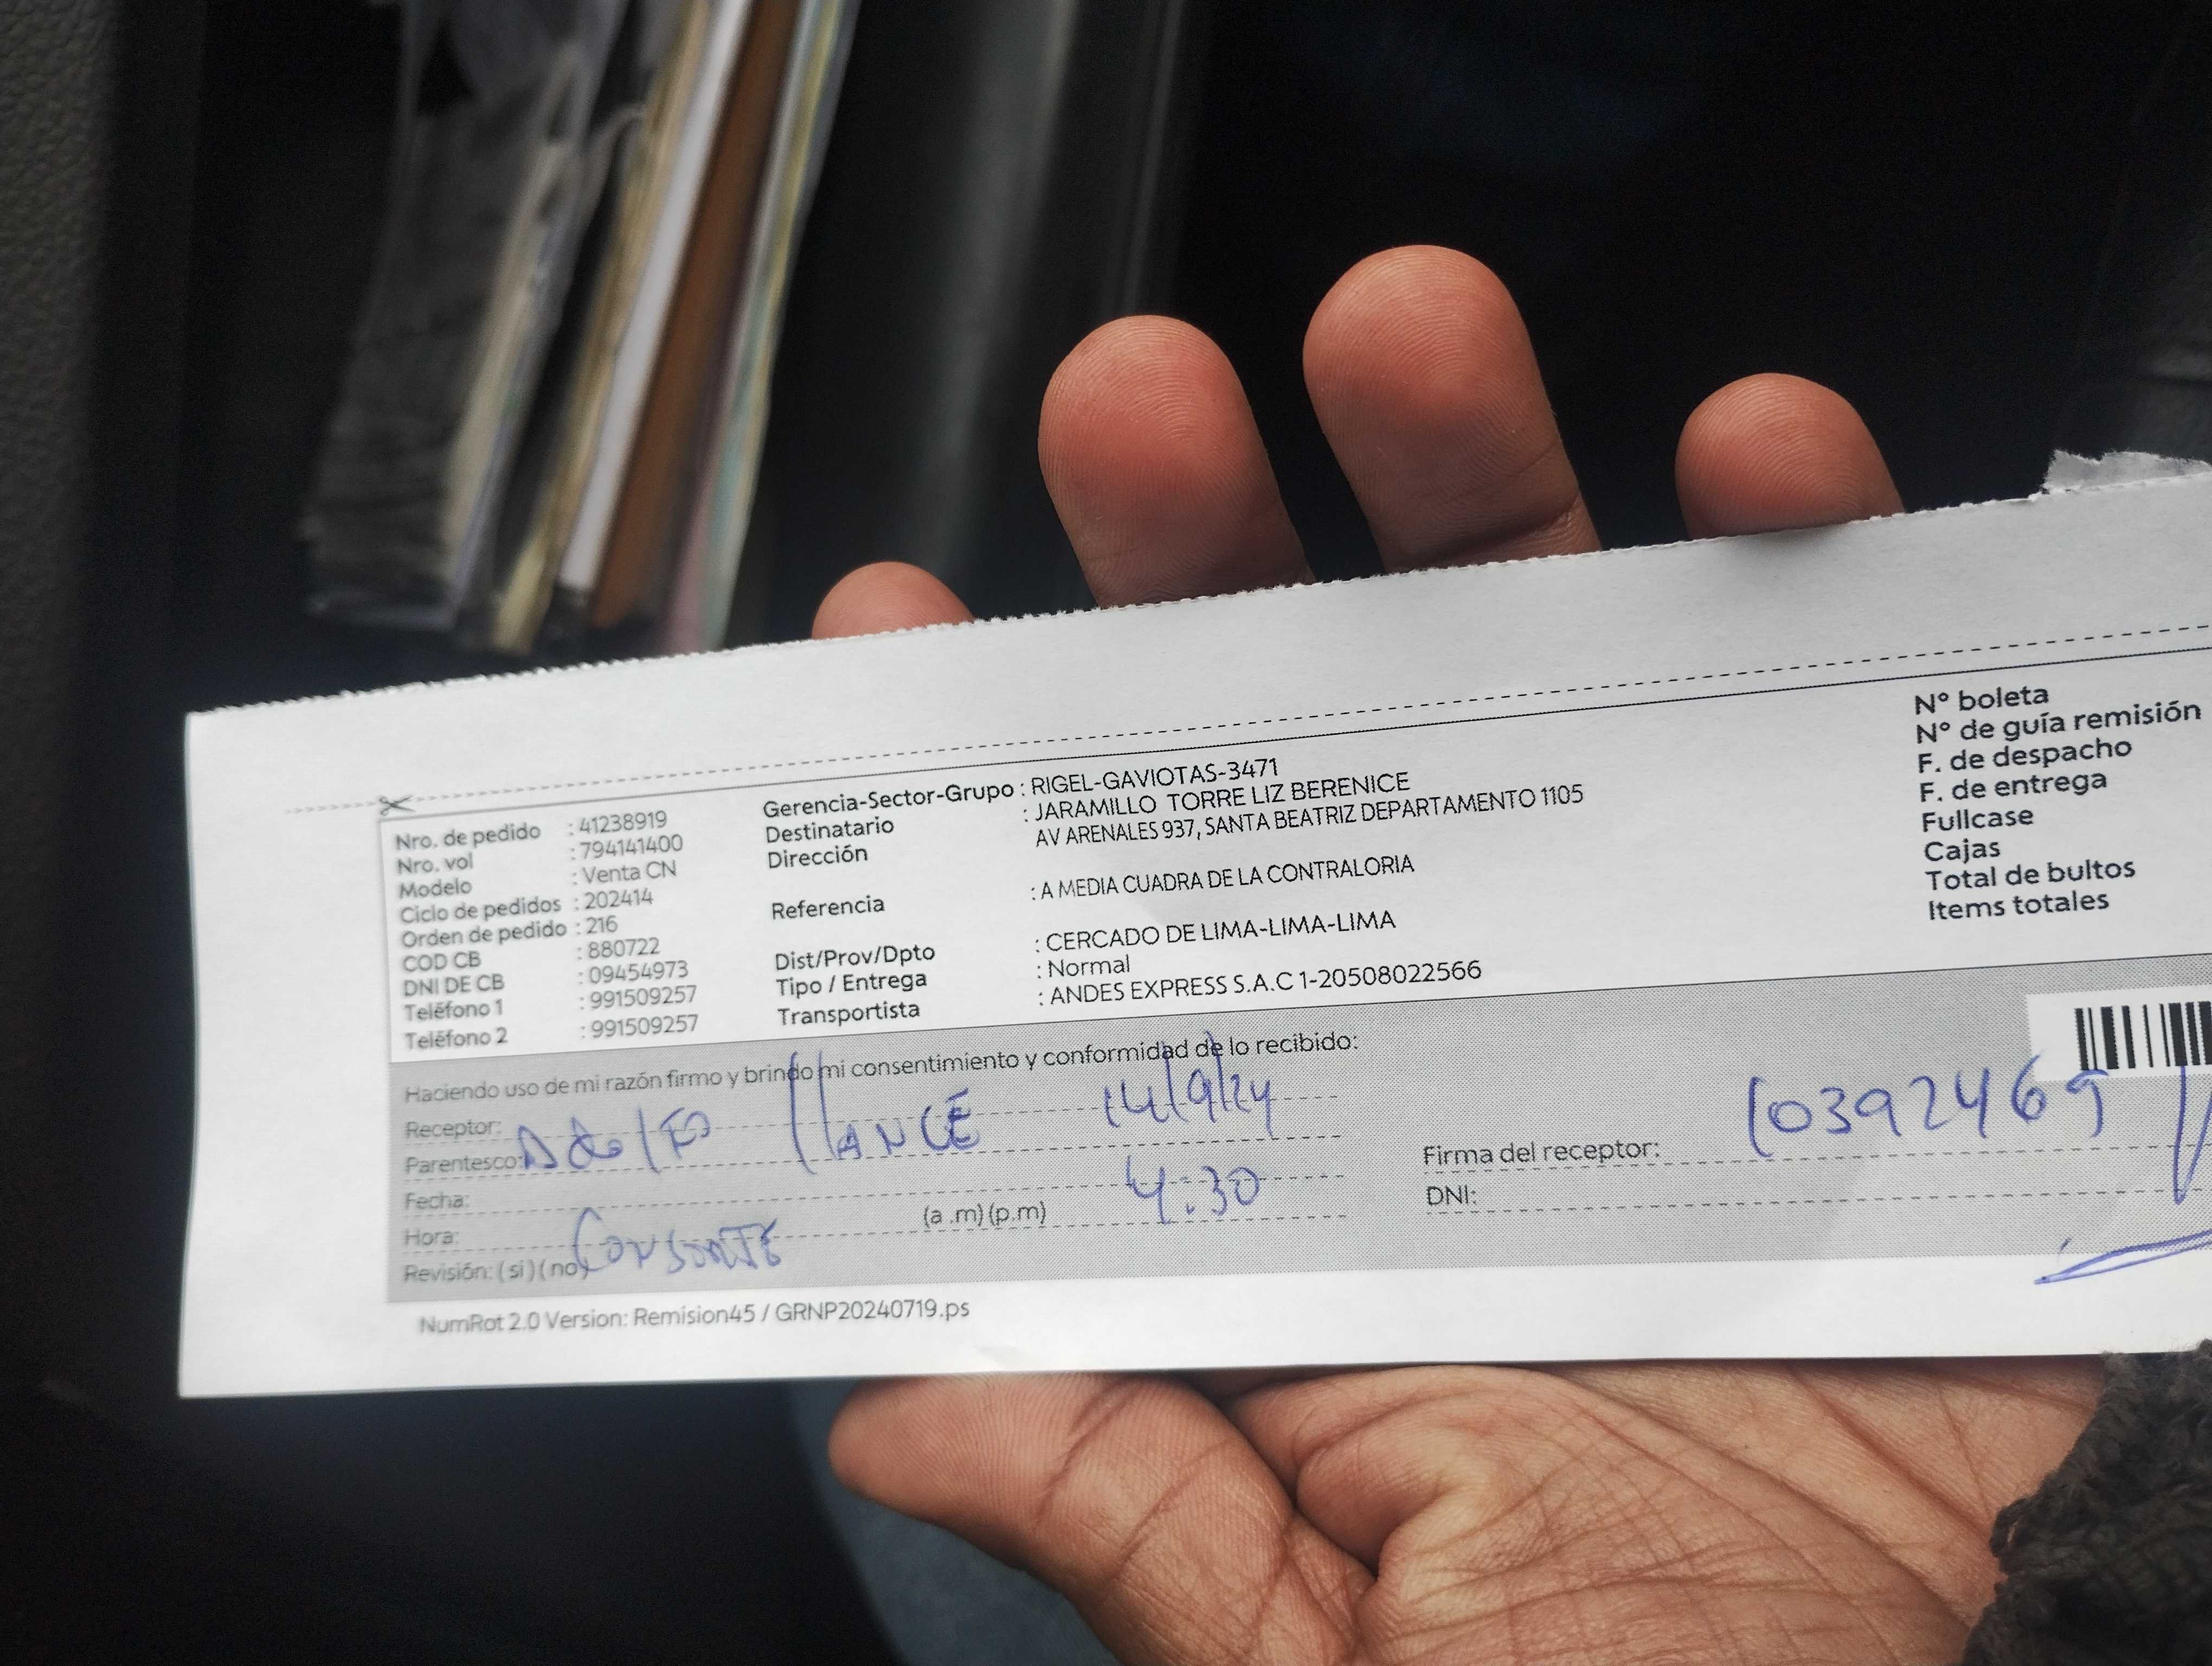 Nro. de pedido : 41238919
Nro. vol : 794141400
Modelo : Venta CN
Ciclo de pedidos : 202414
Orden de pedido : 216
COD CB : 880722
DNI DE CB : 09454973
Teléfono 1 : 991509257
Teléfono 2 : 991509257
Gerencia-Sector-Grupo : RIGEL-GAVIOTAS-3471
Destinatario : JARAMILLO TORRE LIZ BERENICE
Dirección AV ARENALES 937, SANTA BEATRIZ DEPARTAMENTO 1105
Referencia : A MEDIA CUADRA DE LA CONTRALORIA
Dist/Prov/Dpto : CERCADO DE LIMA-LIMA-LIMA
Tipo / Entrega : Normal
Transportista : ANDES EXPRESS S.A.C 1-20508022566
N° boleta
N° de guía remisión
F. de despacho
F. de entrega
Fullcase
Cajas
Total de bultos
Items totales
Haciendo uso de mi razón firmo y brindo mi consentimiento y conformidad de lo recibido:
Receptor:
Parentesco:
14/9/24
Fecha:
4:30
Hora: (a .m) (p.m)
Revisión: (si) (no)
10392469
Firma del receptor:
DNI:
NumRot 2.0 Version: Remision45 / GRNP20240719.ps